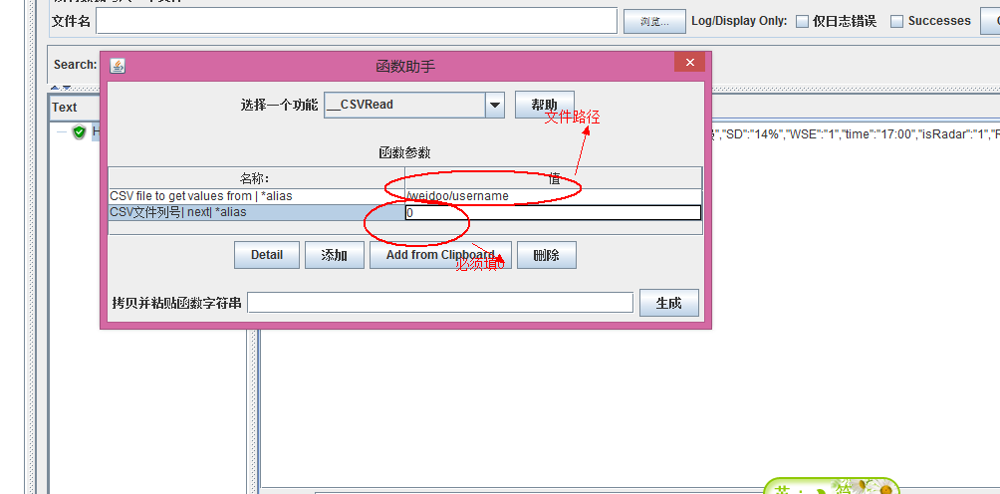 文件名 浏览... Log/Display Only: 仅日志错误 Successes
Search:
函数助手
Text
选择一个功能 __CSVRead 帮助
文件路径
","SD":"14%","WSE":"1","time":"17:00","isRadar":"1","
函数参数
名称: 值
CSV file to get values from | *alias /weidoo/username
CSV文件列号| next| *alias 0
Detail 添加 Add from Clipboard 删除
必须填0
拷贝并粘贴函数字符串 生成